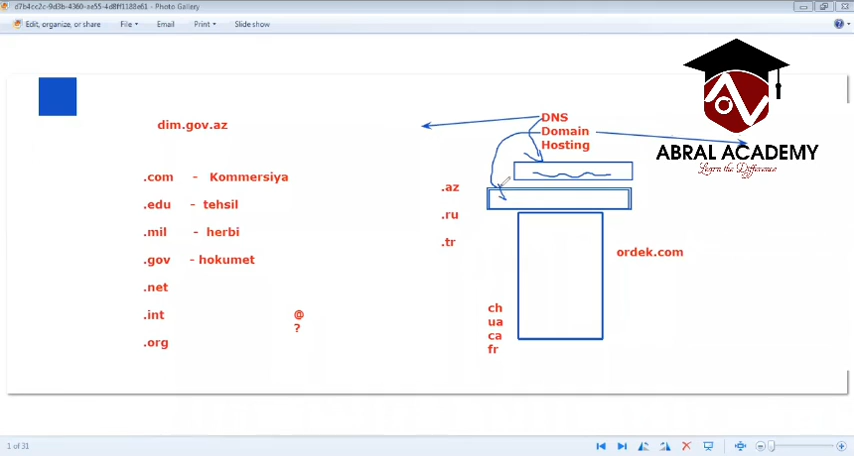 d7b4cc2c-9d3b-4360-ae55-4d8ff1188e61 - Photo Gallery
Edit, organize, or share File Email Print Slide show
ABRAL ACADEMY
Learn the Difference
dim.gov.az
DNS
Domain
Hosting
.com - Kommersiya
.edu - tehsil
.mil - herbi
.gov - hokumet
.net
.int
.org
@
?
.az
.ru
.tr
ordek.com
ch
ua
ca
fr
1 of 31